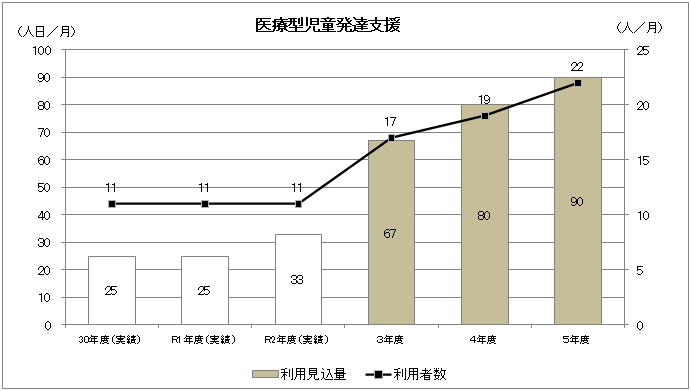 医療型児童発達支援
（人日／月）
（人／月）
100
90
80
70
60
50
40
30
20
10
0
25
20
15
10
5
0
11
11
11
17
19
22
25
25
33
67
80
90
30年度（実績）
R1年度（実績）
R2年度（実績）
3年度
4年度
5年度
利用見込量
利用者数